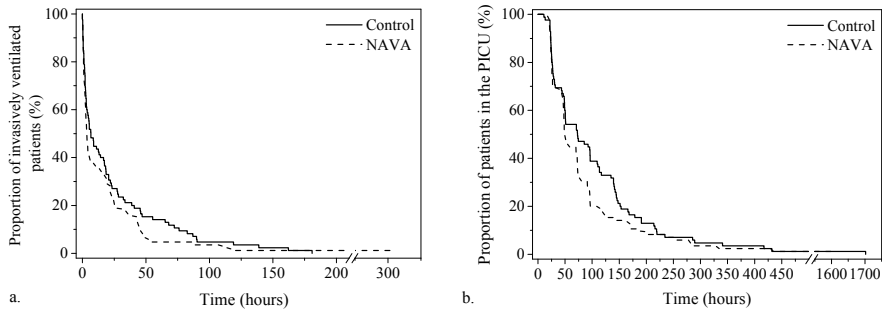 Proportion of invasively ventilated
patients (%)
100
80
60
40
20
0
Control
NAVA
0 50 100 150 200 300
Time (hours)
a.
Proportion of patients in the PICU (%)
100
80
60
40
20
0
Control
NAVA
0 50 100 150 200 250 300 350 400 450 1600 1700
Time (hours)
b.